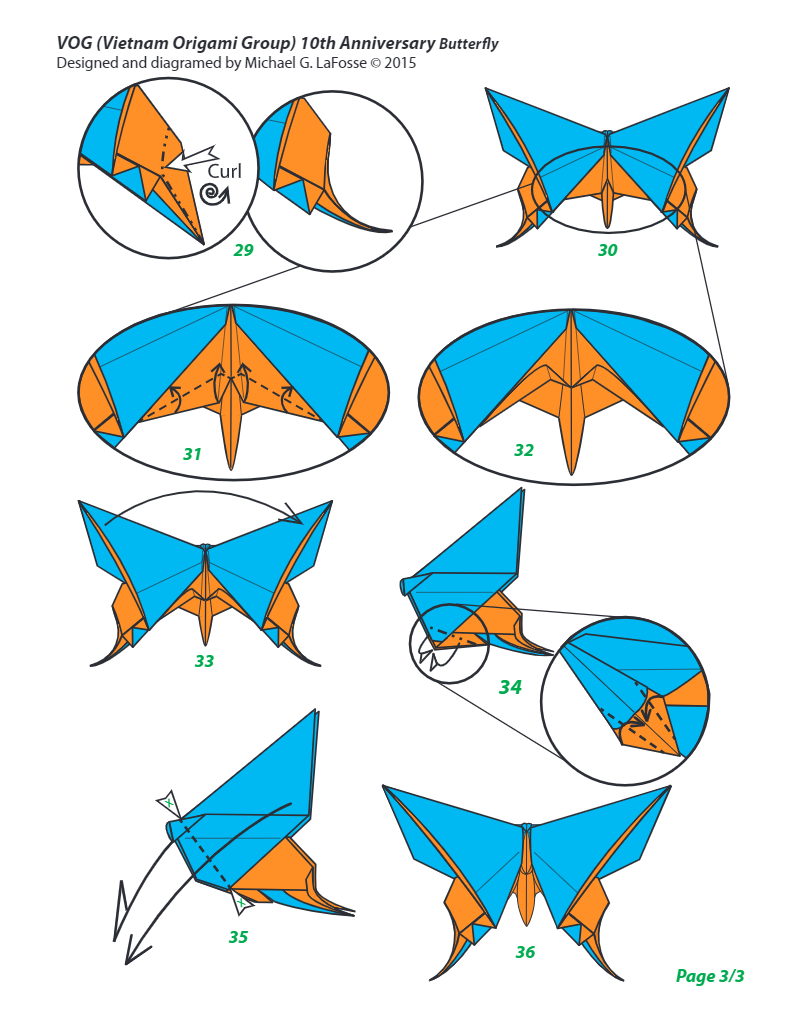 VOG (Vietnam Origami Group) 10th Anniversary Butterfly
Designed and diagramed by Michael G. LaFosse © 2015
Curl
29
30
31
32
33
34
X
X
35
36
Page 3/3